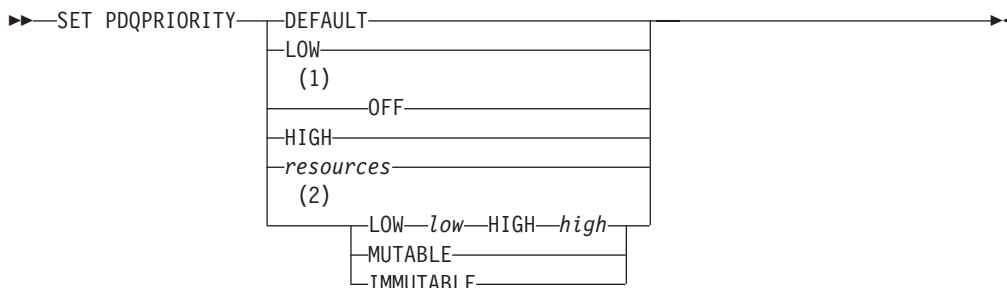 SET PDQPRIORITY DEFAULT
LOW
(1)
OFF
HIGH
resources
(2)
LOW low HIGH high
MUTABLE
IMMUTABLE